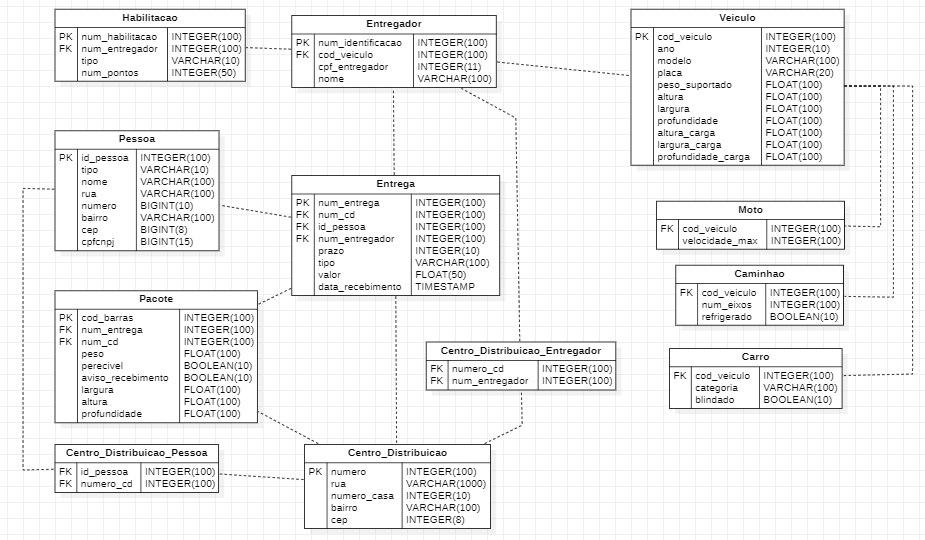 Habilitacao
PK num_habilitacao INTEGER(100)
FK num_entregador INTEGER(100)
tipo VARCHAR(10)
num_pontos INTEGER(50)
Entregador
PK num_identificacao INTEGER(100)
FK cod_veiculo INTEGER(100)
cpf_entregador INTEGER(11)
nome VARCHAR(100)
Veiculo
PK cod_veiculo INTEGER(100)
ano INTEGER(10)
modelo VARCHAR(100)
placa VARCHAR(20)
peso_suportado FLOAT(100)
altura FLOAT(100)
largura FLOAT(100)
profundidade FLOAT(100)
altura_carga FLOAT(100)
largura_carga FLOAT(100)
profundidade_carga FLOAT(100)
Pessoa
PK id_pessoa INTEGER(100)
tipo VARCHAR(10)
nome VARCHAR(100)
rua VARCHAR(100)
numero BIGINT(10)
bairro VARCHAR(100)
cep BIGINT(8)
cpfcnpj BIGINT(15)
Entrega
PK num_entrega INTEGER(100)
FK num_cd INTEGER(100)
FK id_pessoa INTEGER(100)
FK num_entregador INTEGER(100)
prazo INTEGER(10)
tipo VARCHAR(100)
valor FLOAT(50)
data_recebimento TIMESTAMP
Moto
FK cod_veiculo INTEGER(100)
velocidade_max INTEGER(100)
Caminhao
FK cod_veiculo INTEGER(100)
num_eixos INTEGER(100)
refrigerado BOOLEAN(10)
Pacote
PK cod_barras INTEGER(100)
FK num_entrega INTEGER(100)
FK num_cd INTEGER(100)
peso FLOAT(100)
perecivel BOOLEAN(10)
aviso_recebimento BOOLEAN(10)
largura FLOAT(100)
altura FLOAT(100)
profundidade FLOAT(100)
Centro_Distribuicao_Entregador
FK numero_cd INTEGER(100)
FK num_entregador INTEGER(100)
Carro
FK cod_veiculo INTEGER(100)
categoria VARCHAR(100)
blindado BOOLEAN(10)
Centro_Distribuicao_Pessoa
FK id_pessoa INTEGER(100)
FK numero_cd INTEGER(100)
Centro_Distribuicao
PK numero INTEGER(100)
rua VARCHAR(1000)
numero_casa INTEGER(10)
bairro VARCHAR(100)
cep INTEGER(8)